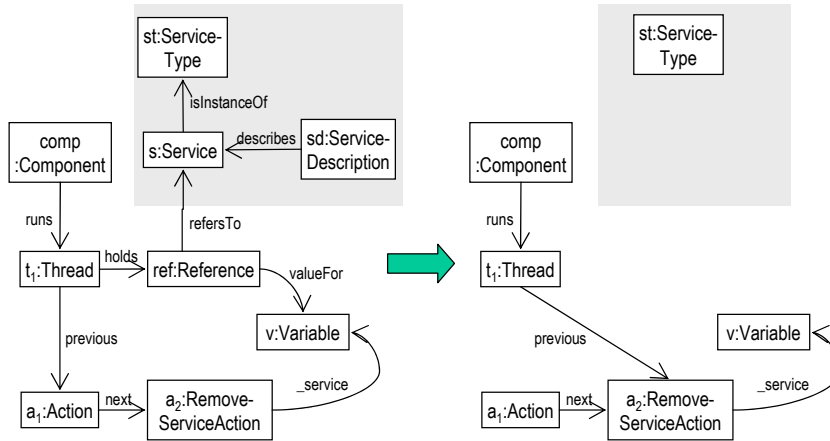 st:Service-
Type
isInstanceOf
s:Service
describes
sd:Service-
Description
comp
:Component
runs
refersTo
t1:Thread
holds
ref:Reference
valueFor
previous
v:Variable
a1:Action
next
a2:Remove-
ServiceAction
_service
st:Service-
Type
comp
:Component
runs
t1:Thread
previous
v:Variable
a1:Action
next
a2:Remove-
ServiceAction
_service